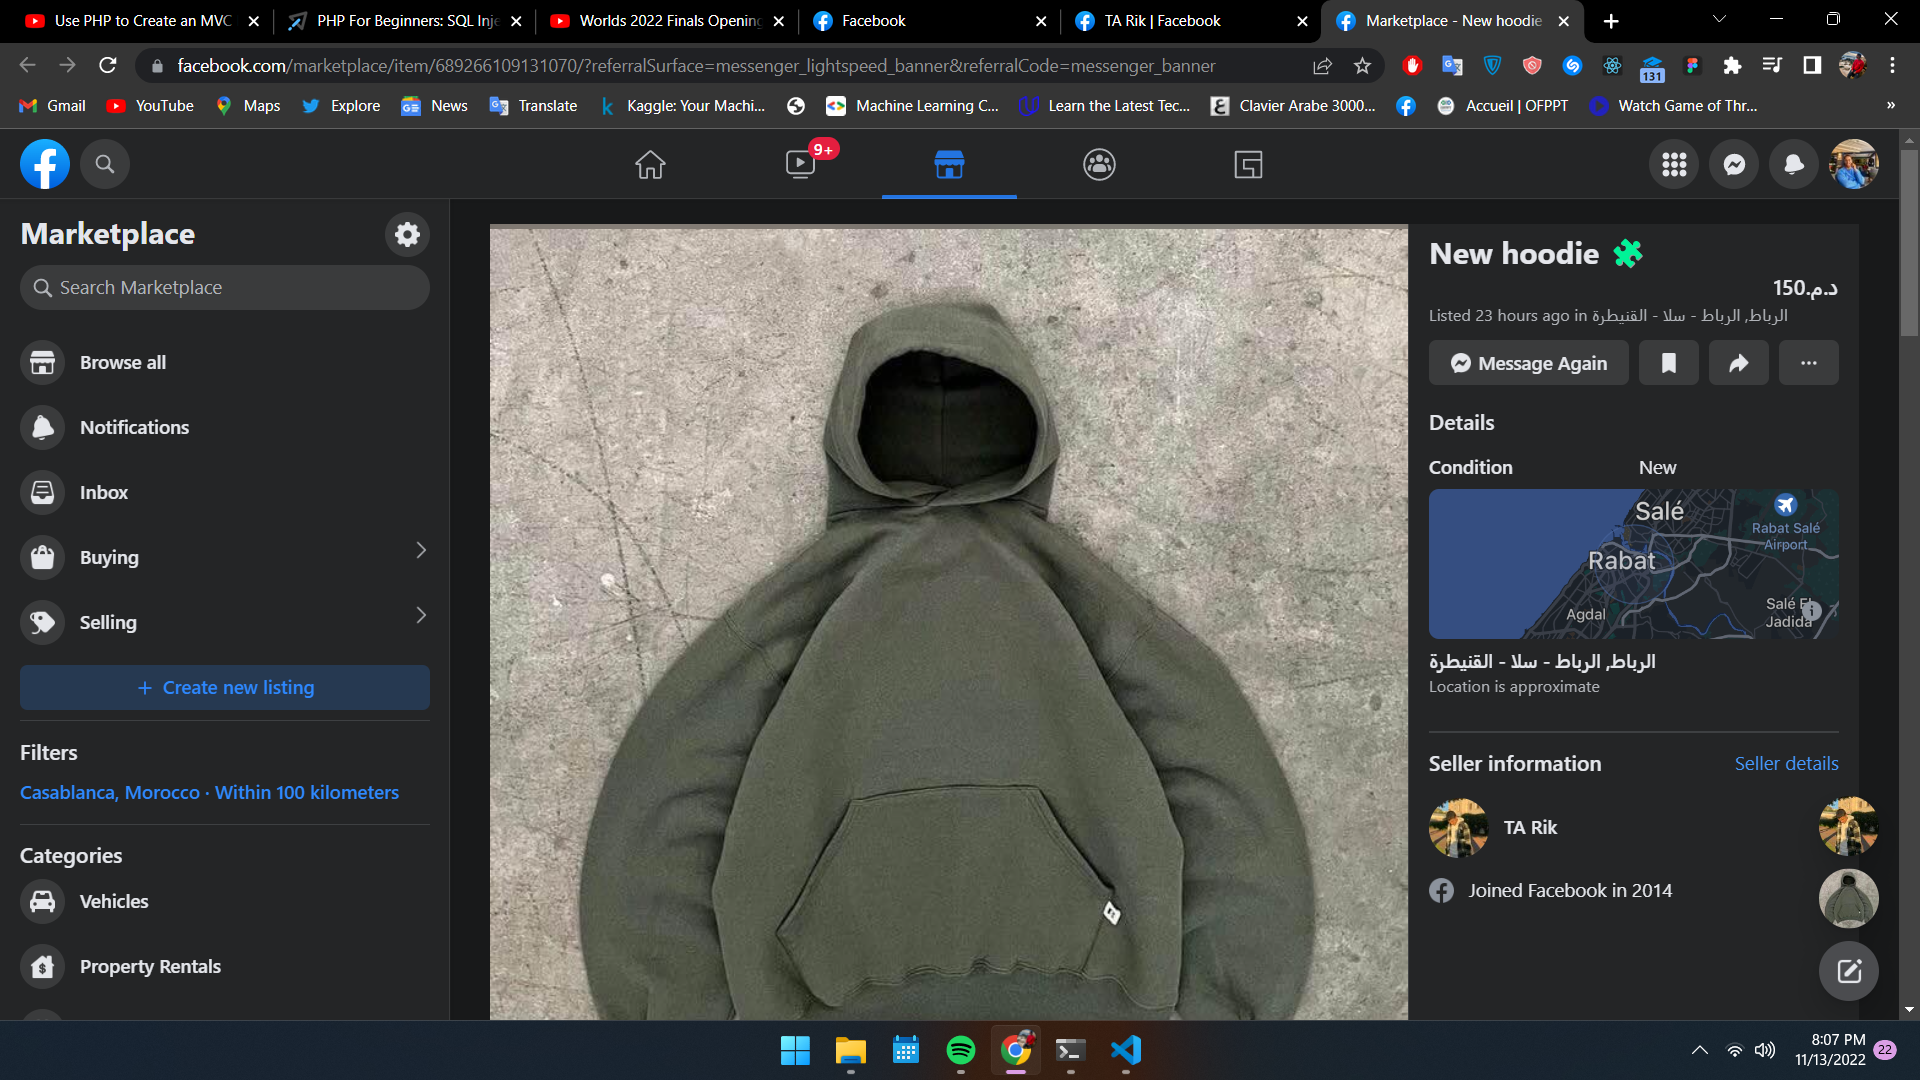 Use PHP to Create an MVC
PHP For Beginners: SQL Inje
Worlds 2022 Finals Opening
Facebook
TA Rik | Facebook
Marketplace - New hoodie
facebook.com/marketplace/item/689266109131070/?referralSurface=messenger_lightspeed_banner&referralCode=messenger_banner
131
Gmail
YouTube
Maps
Explore
News
Translate
Kaggle: Your Machi...
Machine Learning C...
Learn the Latest Tec...
Clavier Arabe 3000...
Accueil | OFPPT
Watch Game of Thr...
»
9+
Marketplace
Search Marketplace
Browse all
Notifications
Inbox
Buying
Selling
+ Create new listing
Filters
Casablanca, Morocco · Within 100 kilometers
Categories
Vehicles
Property Rentals
New hoodie
د.م.150
Listed 23 hours ago in الرباط, الرباط - سلا - القنيطرة
Message Again
Details
Condition New
Salé
Rabat Salé
Airport
Rabat
Agdal
Salé El
Jadida
الرباط, الرباط - سلا - القنيطرة
Location is approximate
Seller information
Seller details
TA Rik
Joined Facebook in 2014
8:07 PM
11/13/2022
22